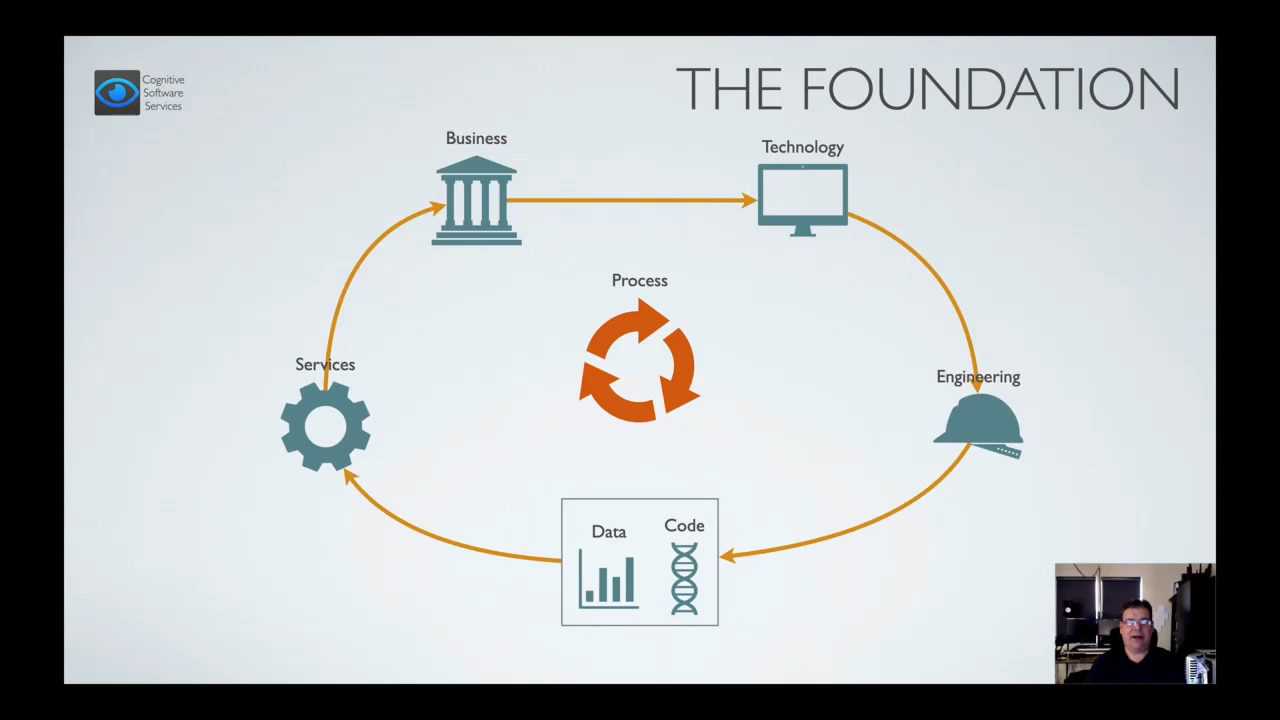 Cognitive
Software
Services
THE FOUNDATION
Business
Technology
Process
Services
Engineering
Data
Code